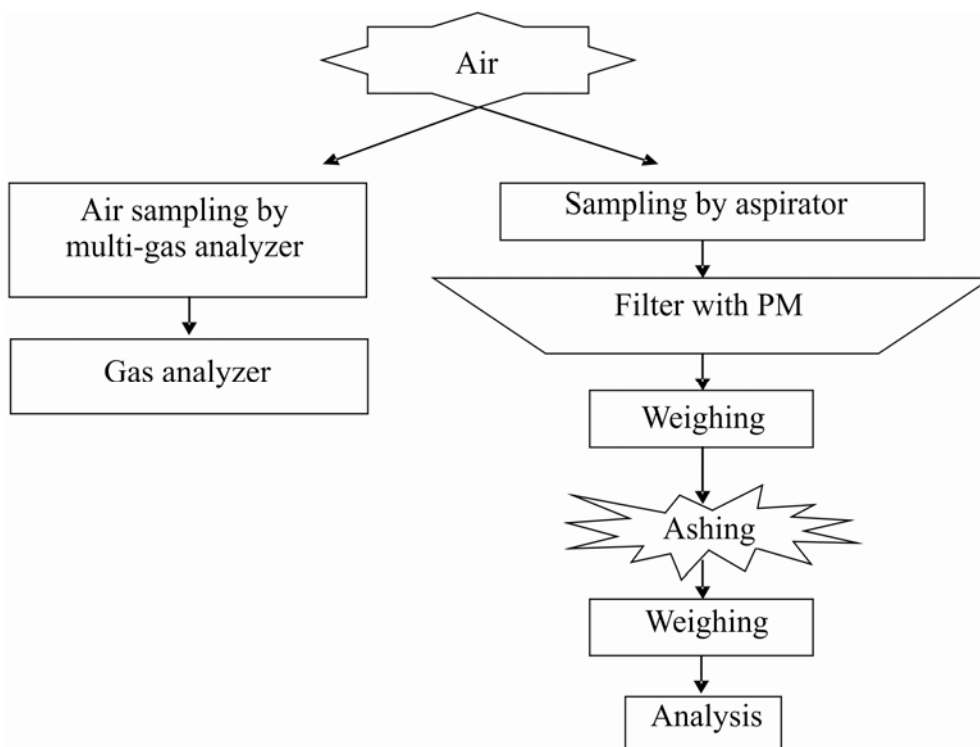 Air
Air sampling by
multi-gas analyzer
Gas analyzer
Sampling by aspirator
Filter with PM
Weighing
Ashing
Weighing
Analysis